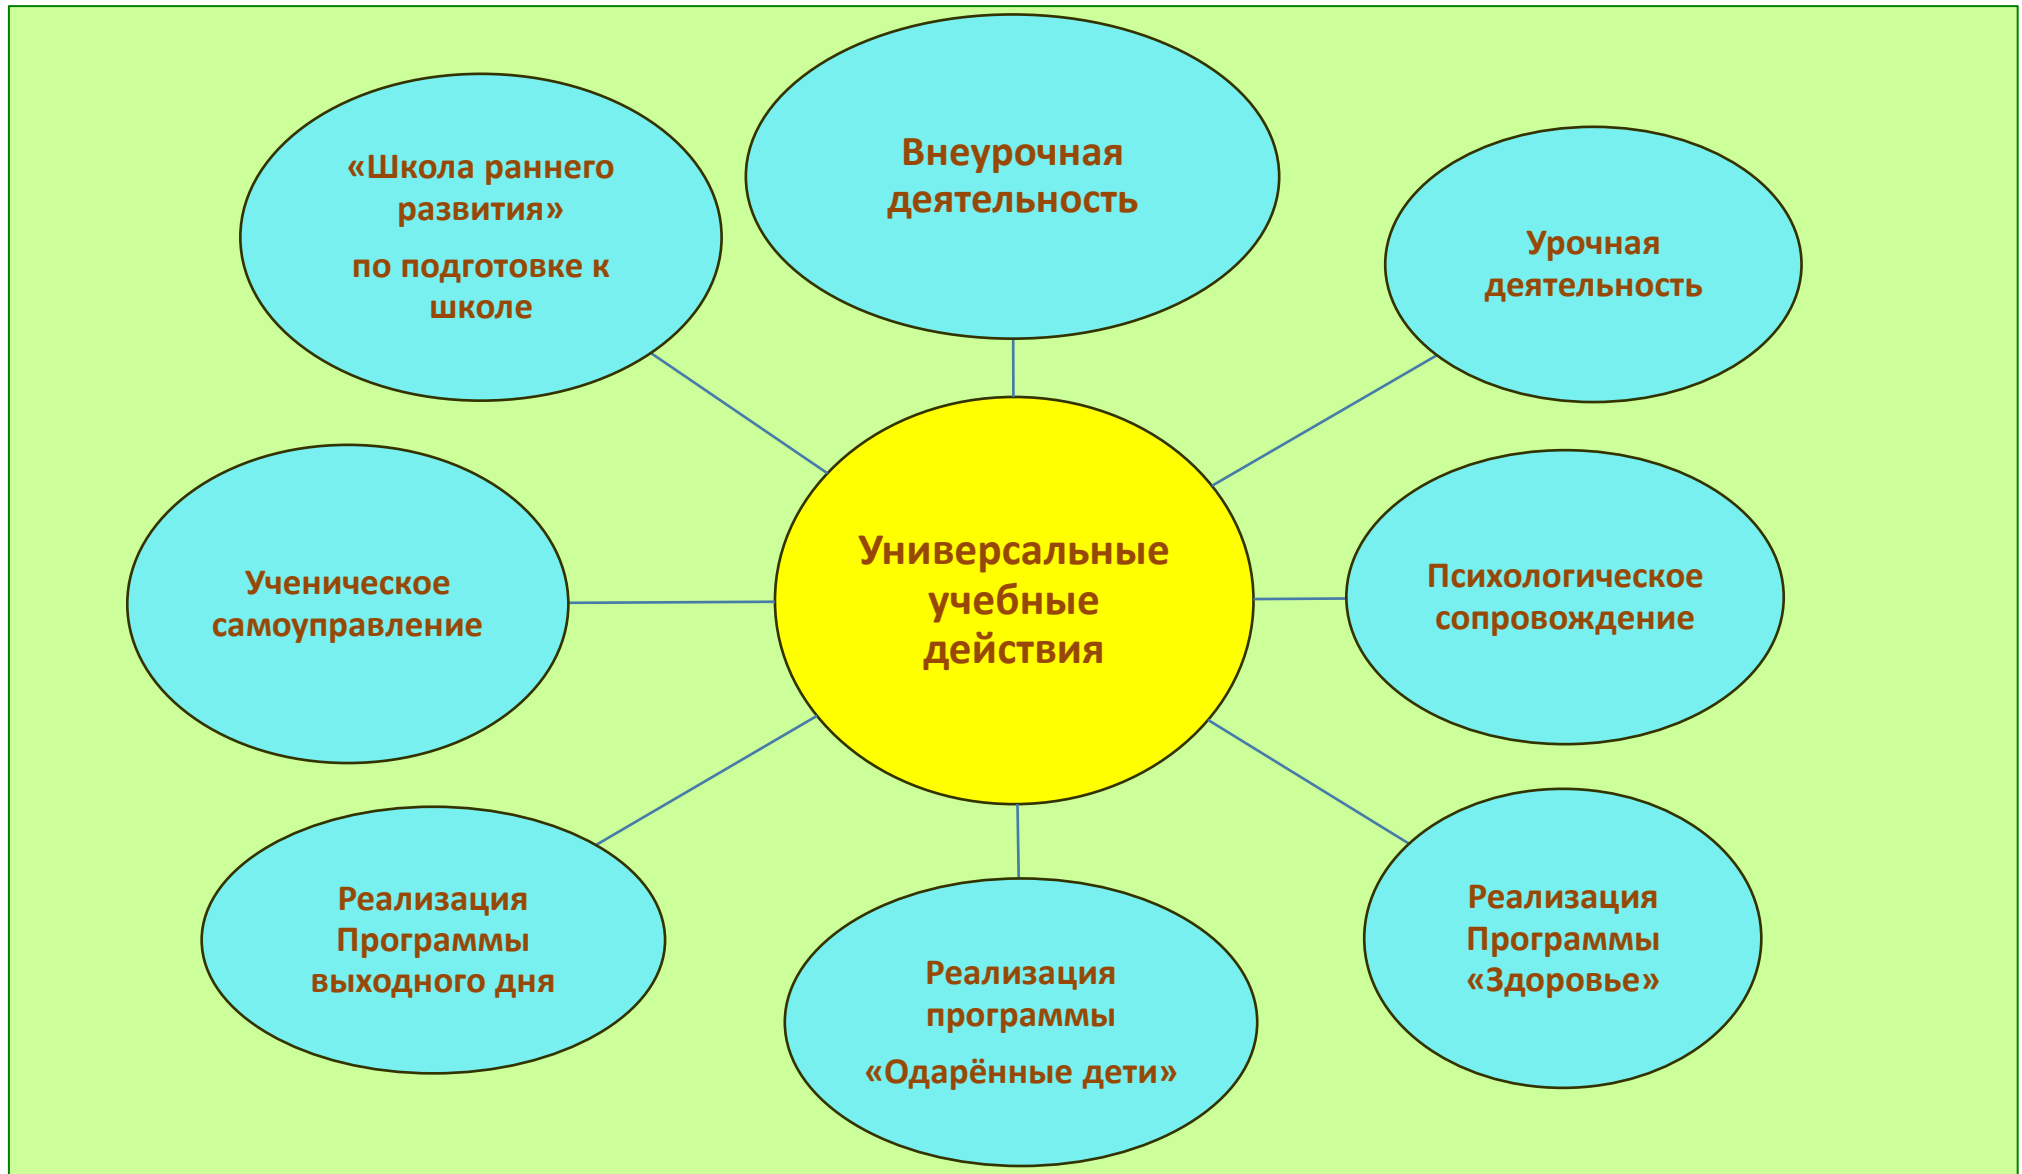 «Школа раннего
развития»
по подготовке к
школе
Внеурочная
деятельность
Урочная
деятельность
Ученическое
самоуправление
Универсальные
учебные
действия
Психологическое
сопровождение
Реализация
Программы
выходного дня
Реализация
программы
«Одарённые дети»
Реализация
Программы
«Здоровье»